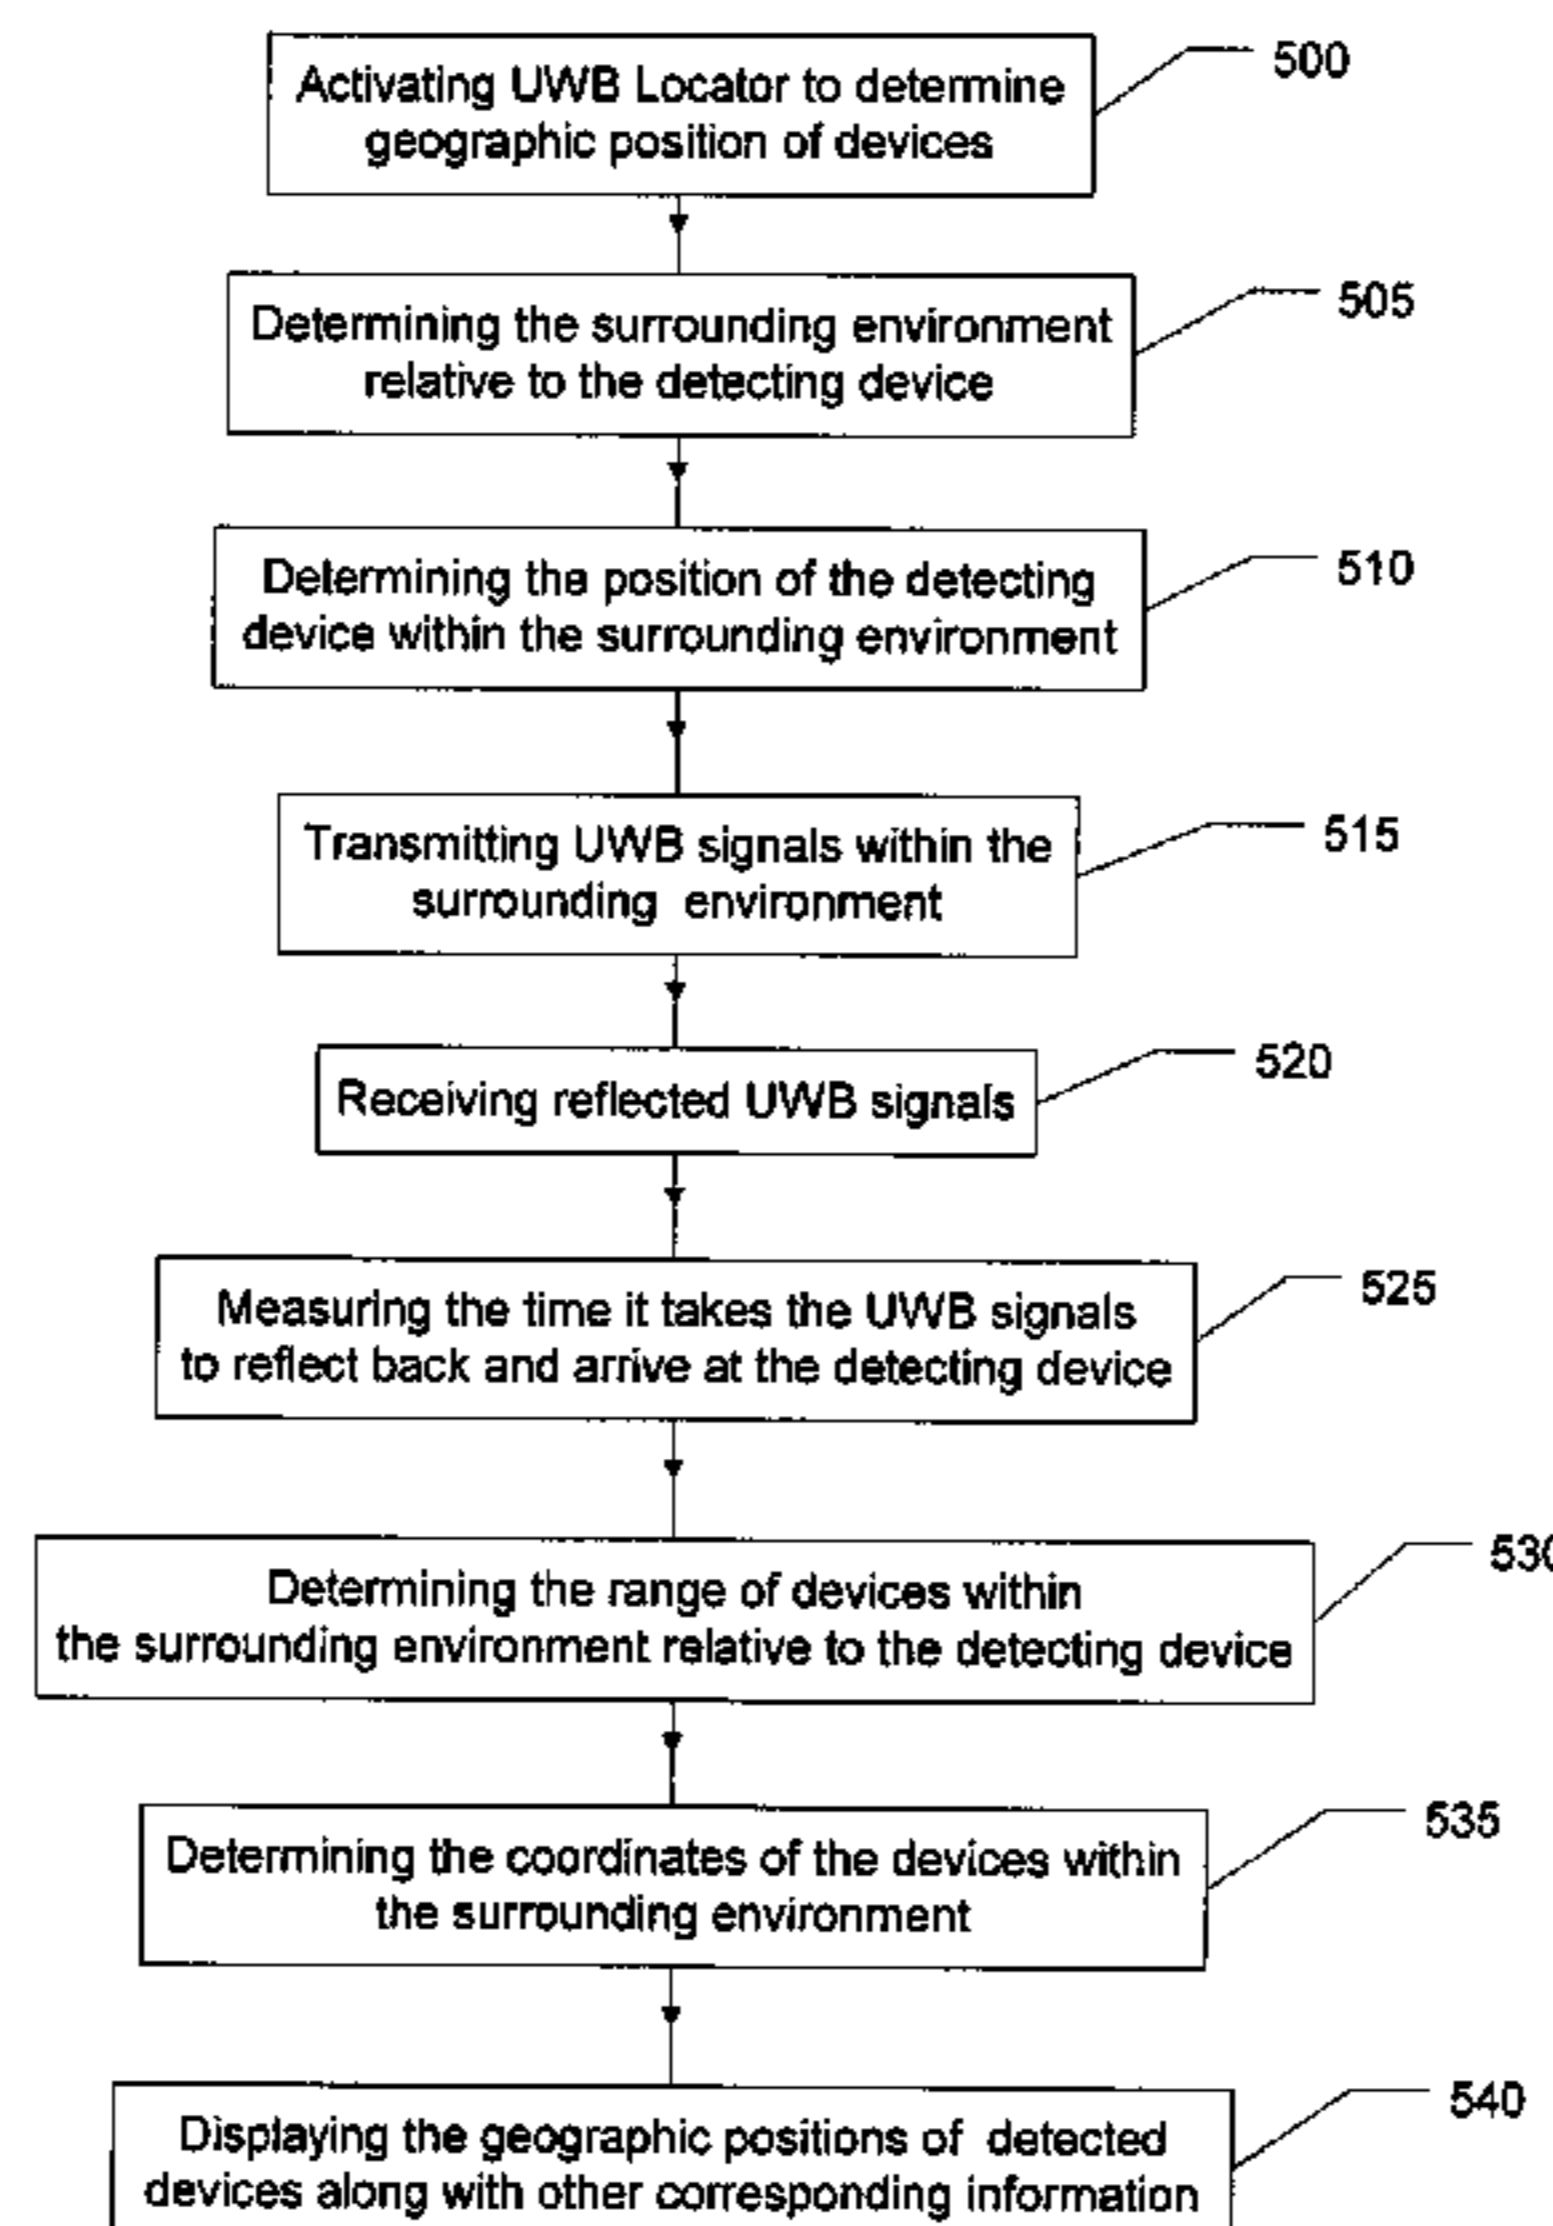 Activating UWB Locator to determine
geographic position of devices
500
Determining the surrounding environment
relative to the detecting device
505
Determining the position of the detecting
device within the surrounding environment
510
Transmitting UWB signals within the
surrounding environment
515
Receiving reflected UWB signals
520
Measuring the time it takes the UWB signals
to reflect back and arrive at the detecting device
525
Determining the range of devices within
the surrounding environment relative to the detecting device
530
Determining the coordinates of the devices within
the surrounding environment
535
Displaying the geographic positions of detected
devices along with other corresponding information
540